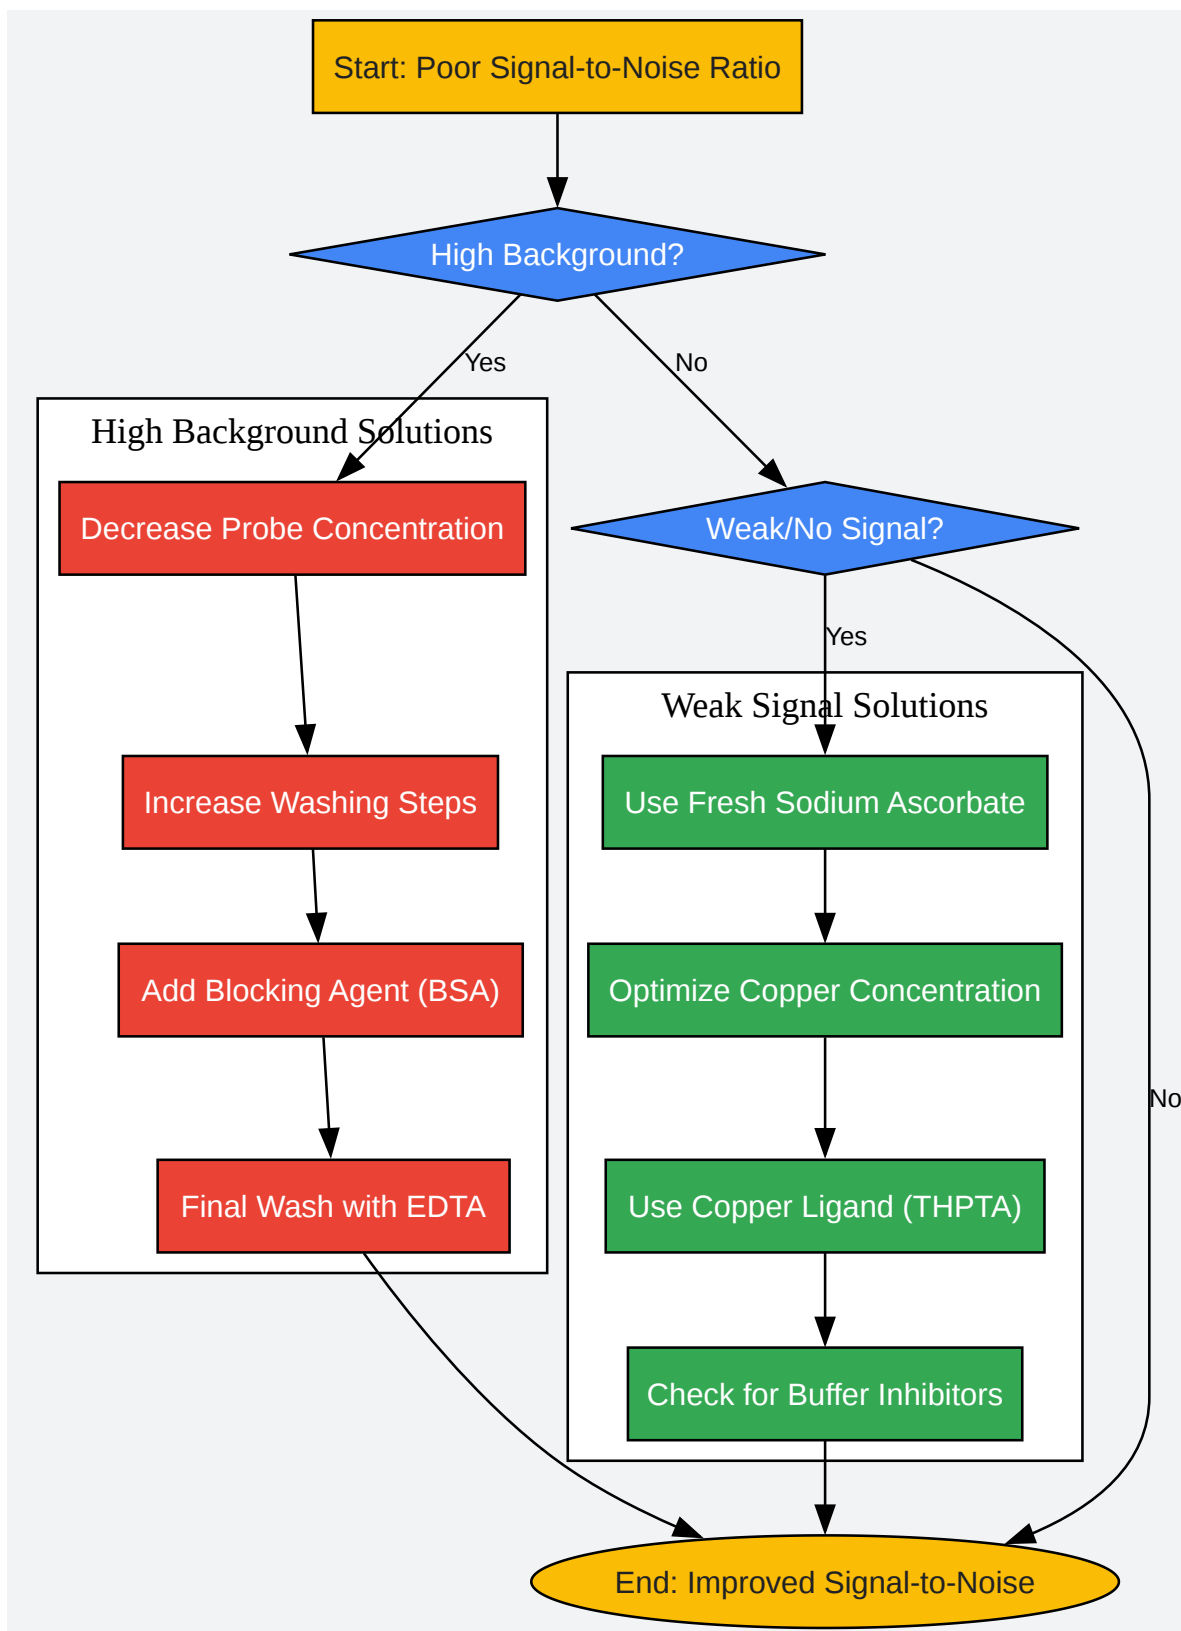 Start: Poor Signal-to-Noise Ratio
High Background?
Yes
No
High Background Solutions
Decrease Probe Concentration
Weak/No Signal?
Yes
Weak Signal Solutions
Increase Washing Steps
Use Fresh Sodium Ascorbate
Add Blocking Agent (BSA)
Optimize Copper Concentration
No
Final Wash with EDTA
Use Copper Ligand (THPTA)
Check for Buffer Inhibitors
End: Improved Signal-to-Noise